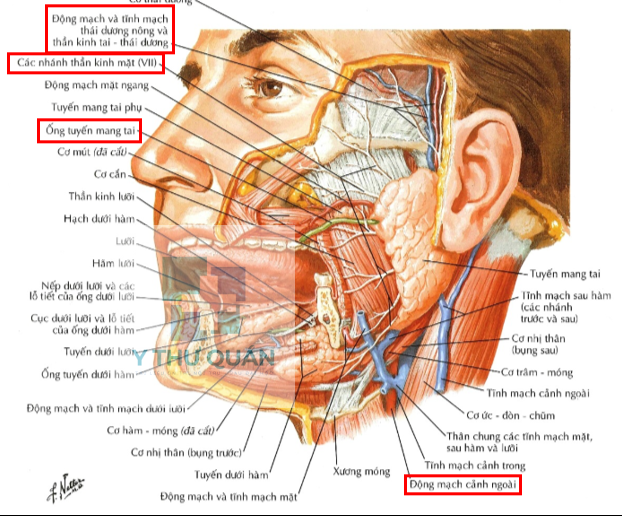 Cơ thái dương
Động mạch và tĩnh mạch
thái dương nông và
thần kinh tai - thái dương
Các nhánh thần kinh mặt (VII)
Động mạch mặt ngang
Tuyến mang tai phụ
Ống tuyến mang tai
Cơ mút (đã cắt)
Cơ cắn
Thần kinh lưỡi
Hạch dưới hàm
Lưỡi
Hãm lưỡi
Nếp dưới lưỡi và các
lỗ tiết của ống dưới lưỡi
Cục dưới lưỡi và lỗ tiết
của ống dưới hàm
Tuyến dưới lưỡi
Ống tuyến dưới hàm
Động mạch và tĩnh mạch dưới lưỡi
Cơ hàm - móng (đã cắt)
Cơ nhị thân (bụng trước)
Tuyến dưới hàm
Động mạch và tĩnh mạch mặt
Xương móng
Tuyến mang tai
Tĩnh mạch sau hàm
(các nhánh
trước và sau)
Cơ nhị thân
(bụng sau)
Cơ trâm - móng
Tĩnh mạch cảnh ngoài
Cơ ức - đòn - chũm
Thân chung các tĩnh mạch mặt,
sau hàm và lưỡi
Tĩnh mạch cảnh trong
Động mạch cảnh ngoài
Y THƯ QUÁN